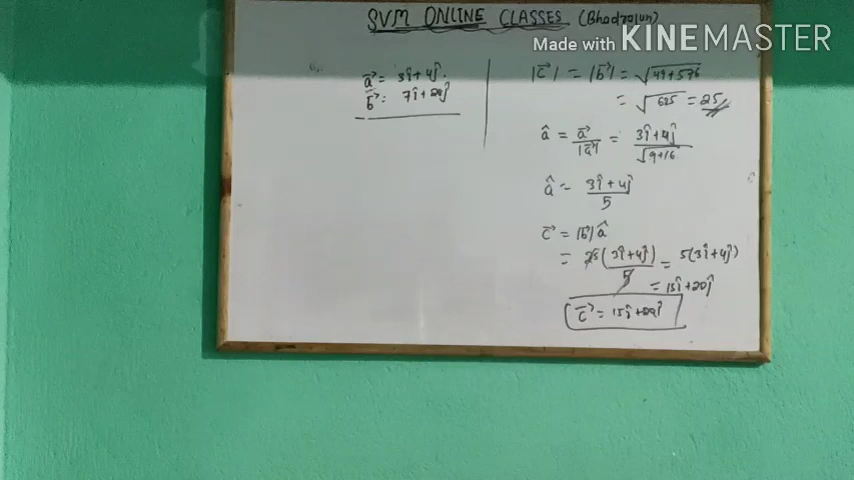 SVM ONLINE CLASSES (Bhadrajun)
Made with KINEMASTER
a⃗ = 3î+4ĵ
b⃗ = 7î+24ĵ
|c⃗| = |b⃗| = √49+576
= √625 = 25
â = a⃗/|a⃗| = 3î+4ĵ/√9+16
â = 3î+4ĵ/5
c⃗ = |b⃗|â
= 25(3î+4ĵ)/5 = 5(3î+4ĵ)
= 15î+20ĵ
c⃗ = 15î+20ĵ